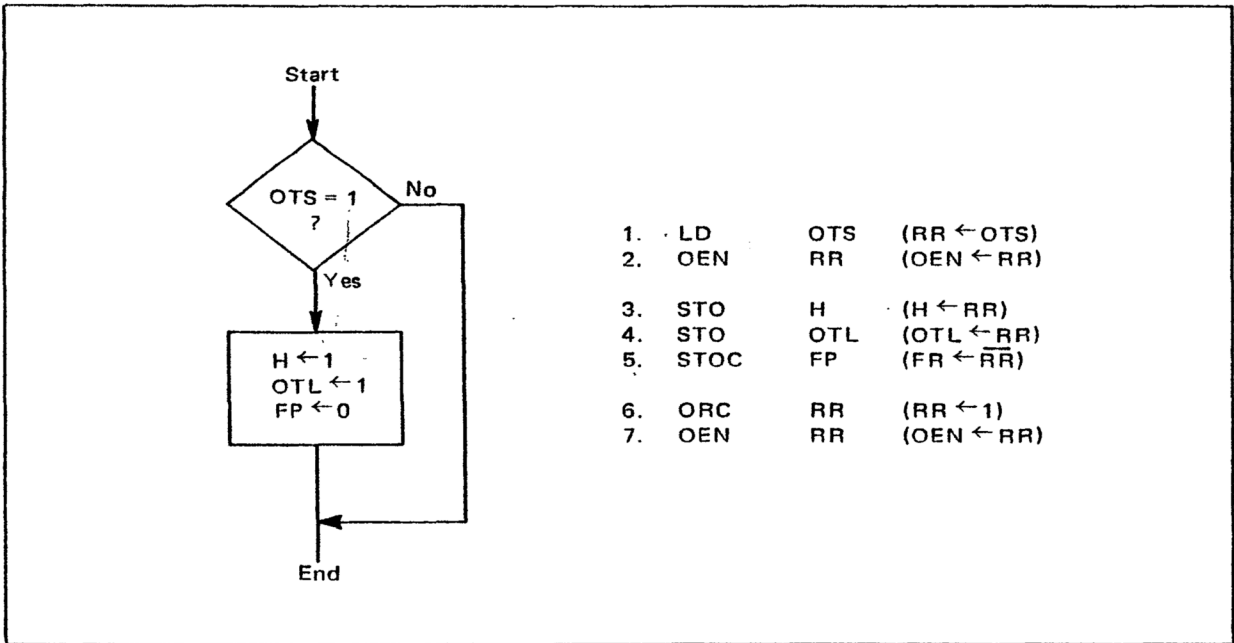 Start
OTS = 1
?
No
Yes
H ← 1
OTL ← 1
FP ← 0
End
1. LD OTS (RR ← OTS)
2. OEN RR (OEN ← RR)
3. STO H (H ← RR)
4. STO OTL (OTL ← RR)
5. STOC FP (FR ← R̅R̅)
6. ORC RR (RR ← 1)
7. OEN RR (OEN ← RR)